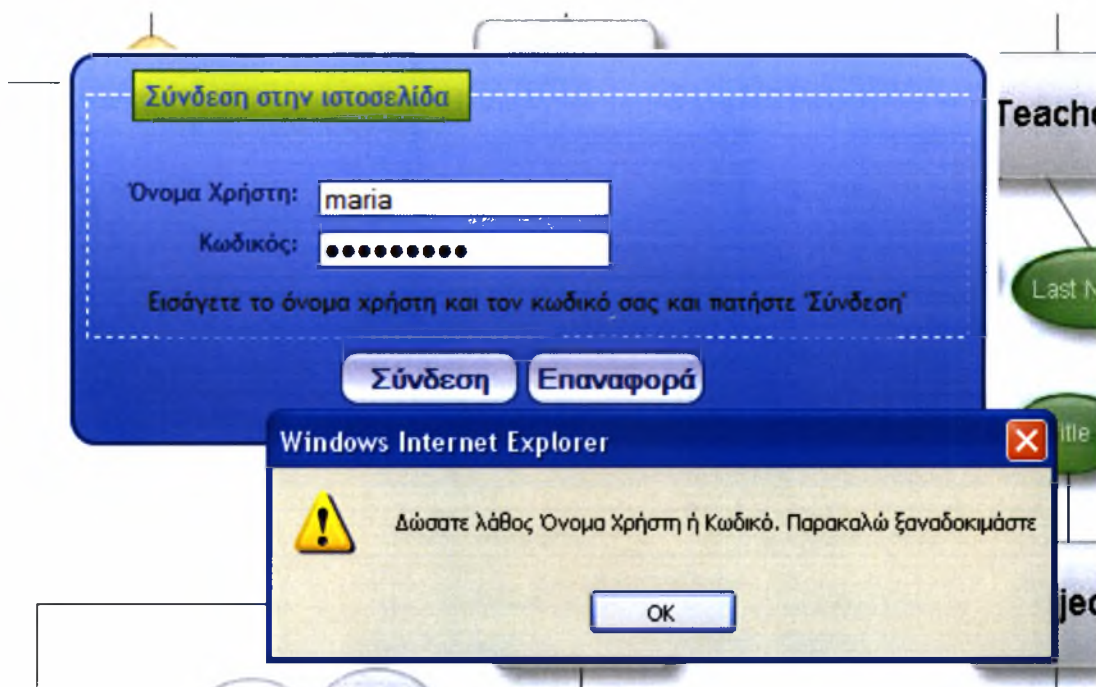 Σύνδεση στην ιστοσελίδα
Όνομα Χρήστη: maria
Κωδικός: ●●●●●●●●●
Εισάγετε το όνομα χρήστη και τον κωδικό σας και πατήστε 'Σύνδεση'
Σύνδεση Επαναφορά
Windows Internet Explorer
Δώσατε λάθος Όνομα Χρήστη ή Κωδικό. Παρακαλώ ξαναδοκιμάστε
OK
Last